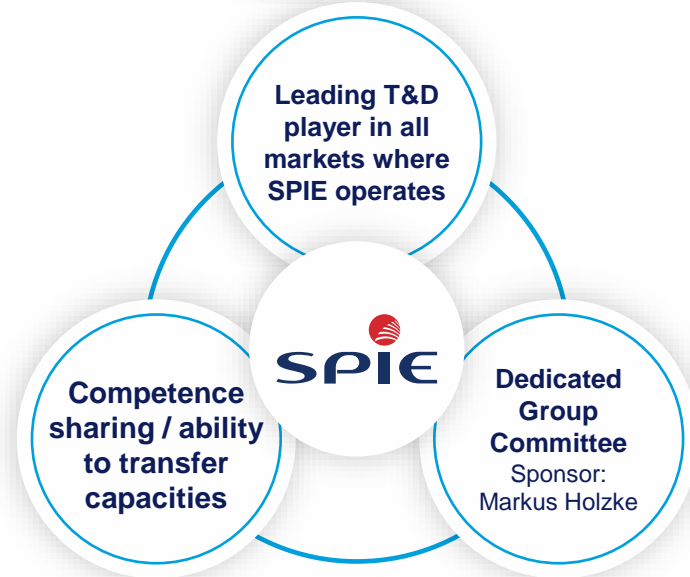 Leading T&D
player in all
markets where
SPIE operates
SPIE
Competence
sharing / ability
to transfer
capacities
Dedicated
Group
Committee
Sponsor:
Markus Holzke